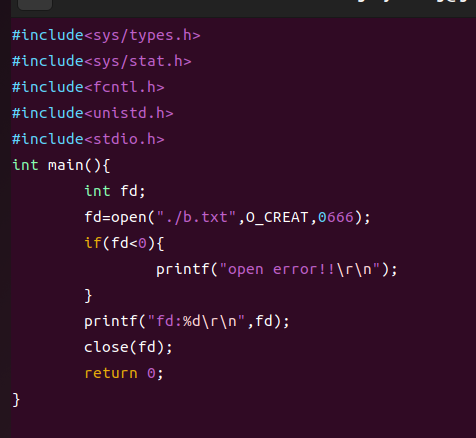 #include<sys/types.h>
#include<sys/stat.h>
#include<fcntl.h>
#include<unistd.h>
#include<stdio.h>
int main(){
        int fd;
        fd=open("./b.txt",O_CREAT,0666);
        if(fd<0){
                printf("open error!!\r\n");
        }
        printf("fd:%d\r\n",fd);
        close(fd);
        return 0;
}